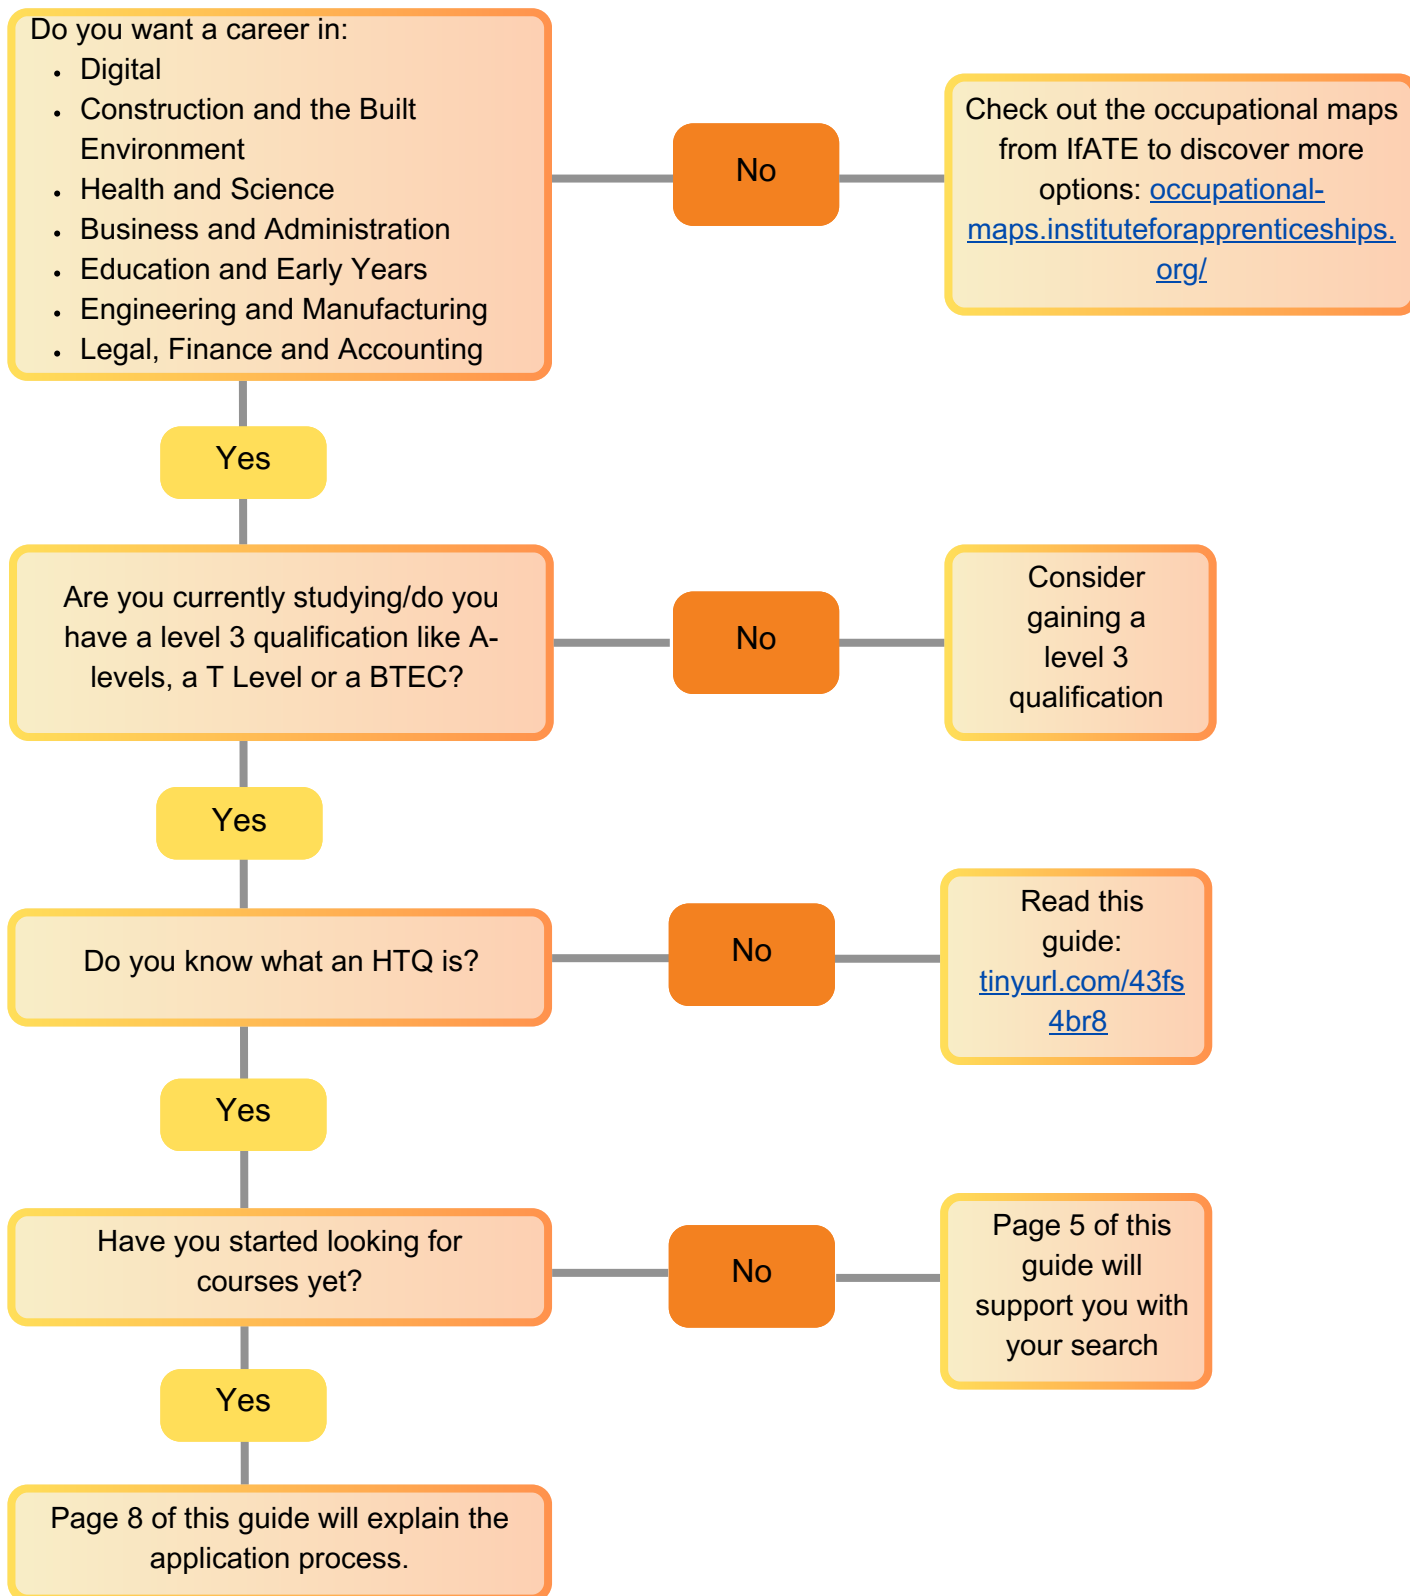 Do you want a career in:
• Digital
• Construction and the Built
Environment
• Health and Science
• Business and Administration
• Education and Early Years
• Engineering and Manufacturing
• Legal, Finance and Accounting
No
Check out the occupational maps
from IfATE to discover more
options: occupational-
maps.instituteforapprenticeships.
org/
Yes
Are you currently studying/do you
have a level 3 qualification like A-
levels, a T Level or a BTEC?
No
Consider
gaining a
level 3
qualification
Yes
Do you know what an HTQ is?
No
Read this
guide:
tinyurl.com/43fs
4br8
Yes
Have you started looking for
courses yet?
No
Page 5 of this
guide will
support you with
your search
Yes
Page 8 of this guide will explain the
application process.